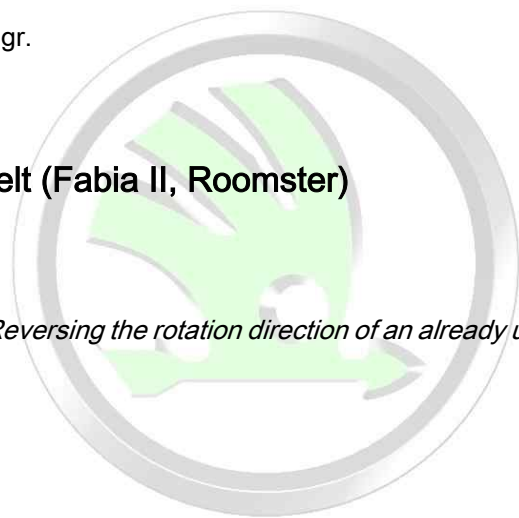 gr.
elt (Fabia II, Roomster)
Reversing the rotation direction of an already u